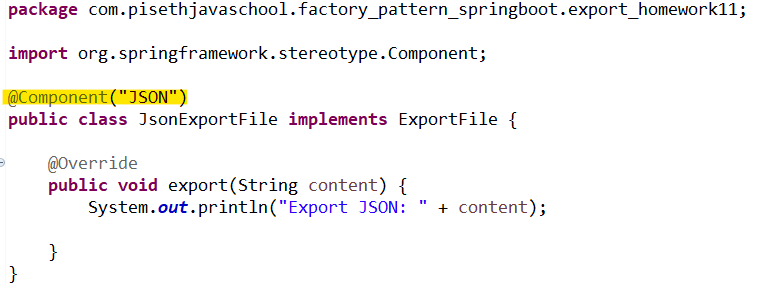 package com.pisethjavaschool.factory_pattern_springboot.export_homework11;
import org.springframework.stereotype.Component;
@Component("JSON")
public class JsonExportFile implements ExportFile {
@Override
public void export(String content) {
System.out.println("Export JSON: " + content);
}
}